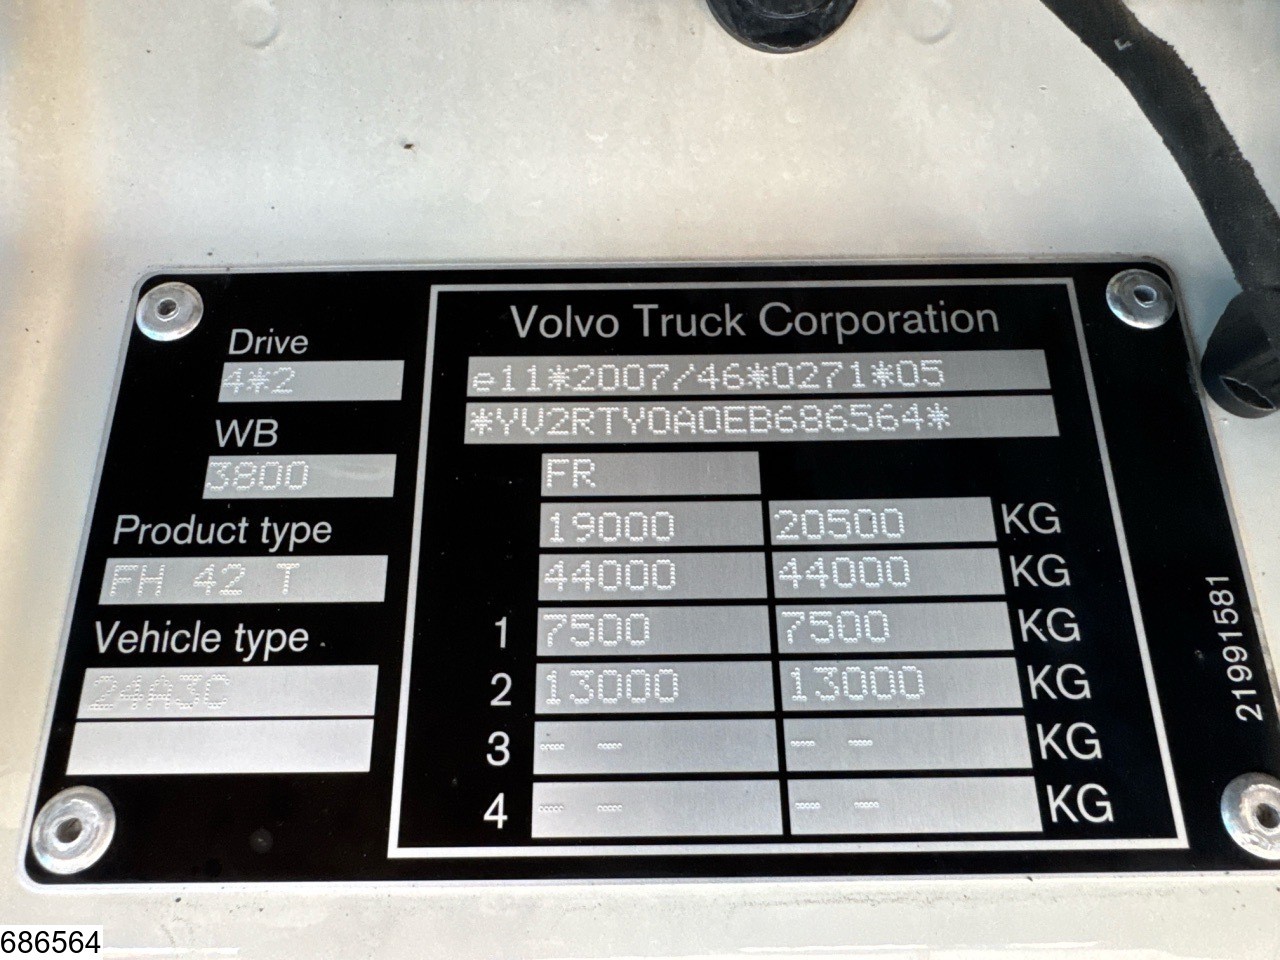 Drive
4*2
WB
3800
Product type
FH 42 T
Vehicle type
24A3C
Volvo Truck Corporation
e11*2007/46*0271*05
*YV2RTY0A0EB686564*
FR
19000 20500 KG
44000 44000 KG
1 7500 7500 KG
2 13000 13000 KG
3 -- -- -- -- KG
4 -- -- -- -- KG
21991581
686564